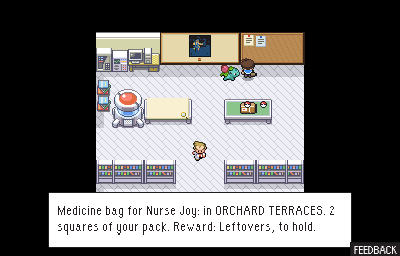 Medicine bag for Nurse Joy: in ORCHARD TERRACES. 2
squares of your pack. Reward: Leftovers, to hold.
FEEDBACK